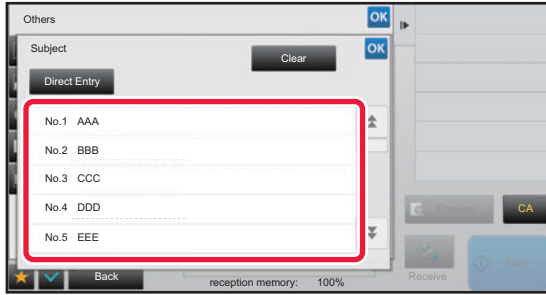 Others
OK
Subject
Clear
OK
Direct Entry
No.1 AAA
No.2 BBB
No.3 CCC
No.4 DDD
No.5 EEE
Preview
CA
Back
reception memory: 100%
Receive
Start